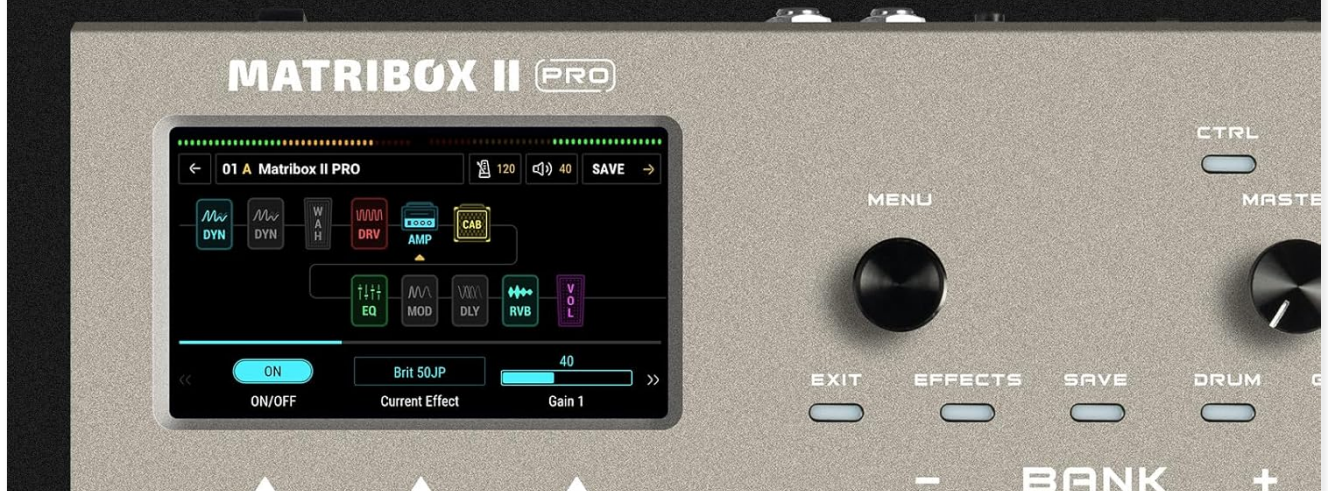 MATRIBOX II PRO
01 A Matribox II PRO 120 40 SAVE
DYN DYN WAH DRV AMP CAB
EQ MOD DLY RVB VOL
ON Brit 50JP 40
ON/OFF Current Effect Gain 1
CTRL
MENU MASTE
EXIT EFFECTS SAVE DRUM G
- BANK +